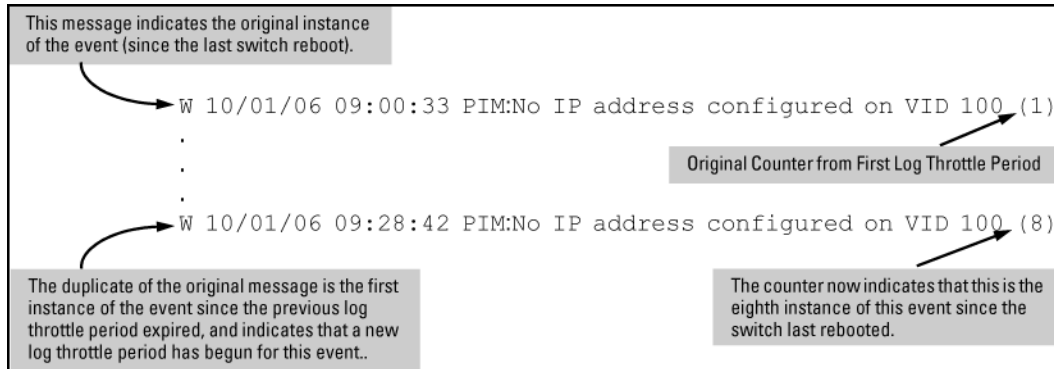 This message indicates the original instance
of the event (since the last switch reboot).
W 10/01/06 09:00:33 PIM:No IP address configured on VID 100 (1)
.
.
.
Original Counter from First Log Throttle Period
W 10/01/06 09:28:42 PIM:No IP address configured on VID 100 (8)
The duplicate of the original message is the first
instance of the event since the previous log
throttle period expired, and indicates that a new
log throttle period has begun for this event..
The counter now indicates that this is the
eighth instance of this event since the
switch last rebooted.